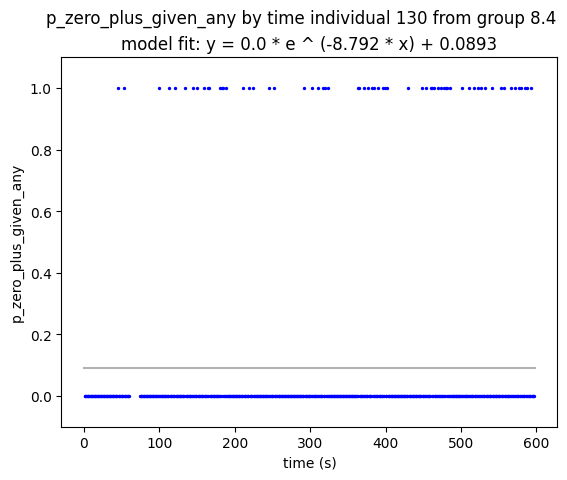 p_zero_plus_given_any by time individual 130 from group 8.4
model fit: y = 0.0 * e ^ (-8.792 * x) + 0.0893
1.0
0.8
0.6
0.4
0.2
0.0
p_zero_plus_given_any
0 100 200 300 400 500 600
time (s)